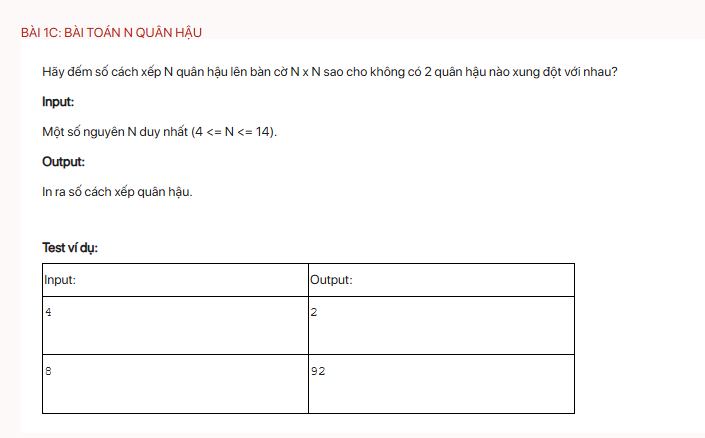 BÀI 1C: BÀI TOÁN N QUÂN HẬU
Hãy đếm số cách xếp N quân hậu lên bàn cờ N x N sao cho không có 2 quân hậu nào xung đột với nhau?
Input:
Một số nguyên N duy nhất (4 <= N <= 14).
Output:
In ra số cách xếp quân hậu.
Test ví dụ:
Input: Output:
4 2
8 92